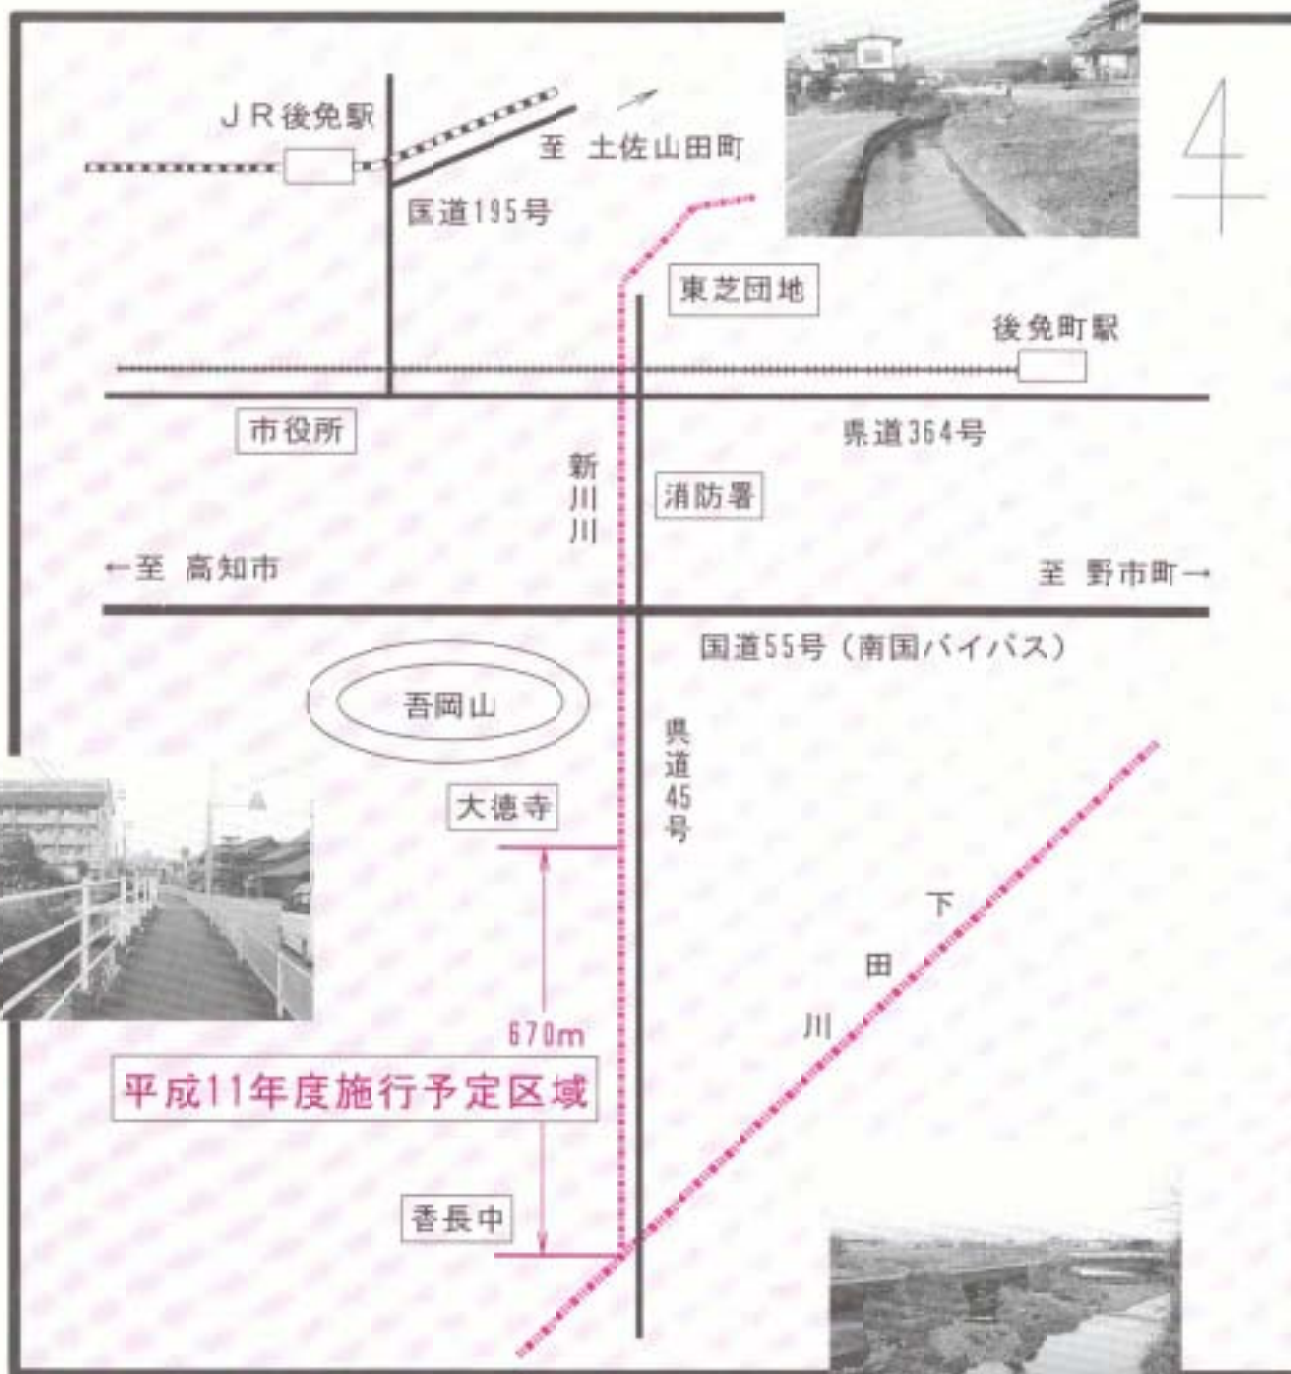 JR後免駅
至 土佐山田町
国道195号
東芝団地
後免町駅
市役所
県道364号
新川川
消防署
←至 高知市
至 野市町→
国道55号（南国バイパス）
吾岡山
県道45号
大徳寺
下田川
670m
平成11年度施行予定区域
香長中